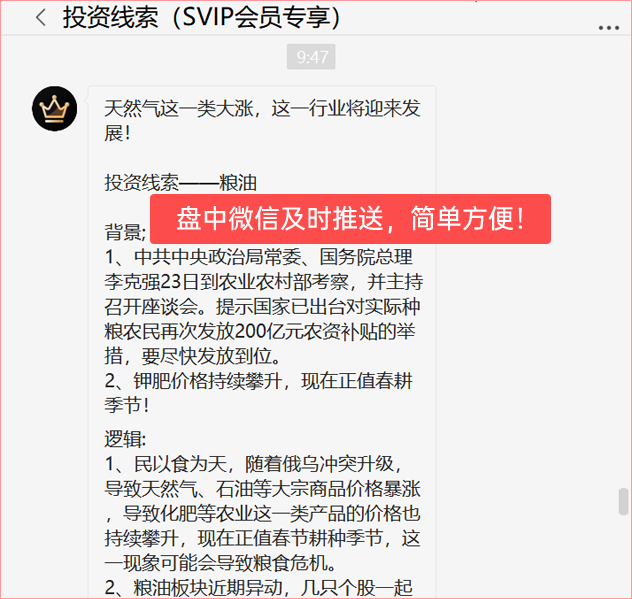 投资线索（SVIP会员专享）
9:47
天然气这一类大涨，这一行业将迎来发
展！
投资线索——粮油
盘中微信及时推送，简单方便！
背景；
1、中共中央政治局常委、国务院总理
李克强23日到农业农村部考察，并主持
召开座谈会。提示国家已出台对实际种
粮农民再次发放200亿元农资补贴的举
措，要尽快发放到位。
2、钾肥价格持续攀升，现在正值春耕
季节！
逻辑:
1、民以食为天，随着俄乌冲突升级，
导致天然气、石油等大宗商品价格暴涨
，导致化肥等农业这一类产品的价格也
持续攀升，现在正值春节耕种季节，这
一现象可能会导致粮食危机。
2、粮油板块近期异动，几只个股一起